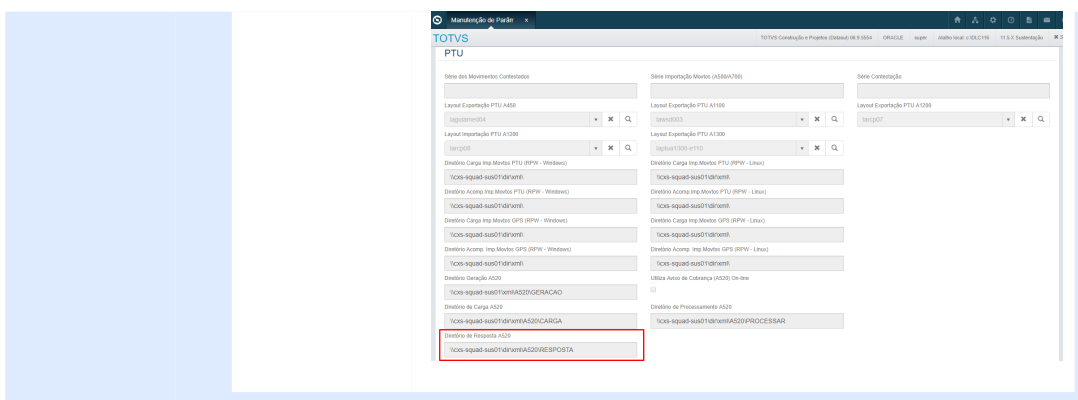 Manutenção de Parân x
TOTVS
TOTVS Construção e Projetos (Datasul) 06.9.5554 ORACLE super Atalho local: c:\DLC116 11.5.X Sustentação
PTU
Série dos Movimentos Contestados Série Importação Movtos (A500/A700) Série Contestação
Layout Exportação PTU A450 Layout Exportação PTU A1100 Layout Exportação PTU A1200
lawsd003 larcp07
Layout Importação PTU A1200 Layout Exportação PTU A1300
larcp08
Diretório Carga Imp.Movtos PTU (RPW - Windows) Diretório Carga Imp.Movtos PTU (RPW - Linux)
\\cxs-squad-sus01\dir\xml\ \\cxs-squad-sus01\dir\xml\
Diretório Acomp.Imp.Movtos PTU (RPW - Windows) Diretório Acomp.Imp.Movtos PTU (RPW - Linux)
\\cxs-squad-sus01\dir\xml\ \\cxs-squad-sus01\dir\xml\
Diretório Carga Imp.Movtos GPS (RPW - Windows) Diretório Carga Imp.Movtos GPS (RPW - Linux)
\\cxs-squad-sus01\dir\xml\ \\cxs-squad-sus01\dir\xml\
Diretório Acomp. Imp.Movtos GPS (RPW - Windows) Diretório Acomp. Imp.Movtos GPS (RPW - Linux)
\\cxs-squad-sus01\dir\xml\ \\cxs-squad-sus01\dir\xml\
Diretório Geração A520 Utiliza Aviso de Cobrança (A520) On-line
\\cxs-squad-sus01\xml\A520\GERACAO
Diretório de Carga A520 Diretório de Processamento A520
\\cxs-squad-sus01\dir\xml\A520\CARGA \\cxs-squad-sus01\dir\xml\A520\PROCESSAR
Diretório de Resposta A520
\\cxs-squad-sus01\dir\xml\A520\RESPOSTA